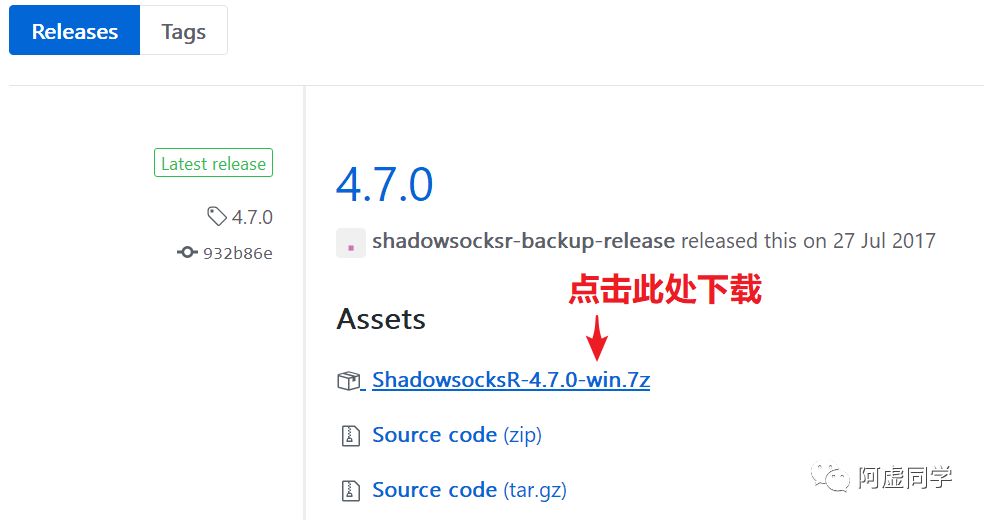 Releases Tags
Latest release
4.7.0
932b86e
4.7.0
shadowsocksr-backup-release released this on 27 Jul 2017
点击此处下载
Assets
ShadowsocksR-4.7.0-win.7z
Source code (zip)
Source code (tar.gz)
阿虚同学